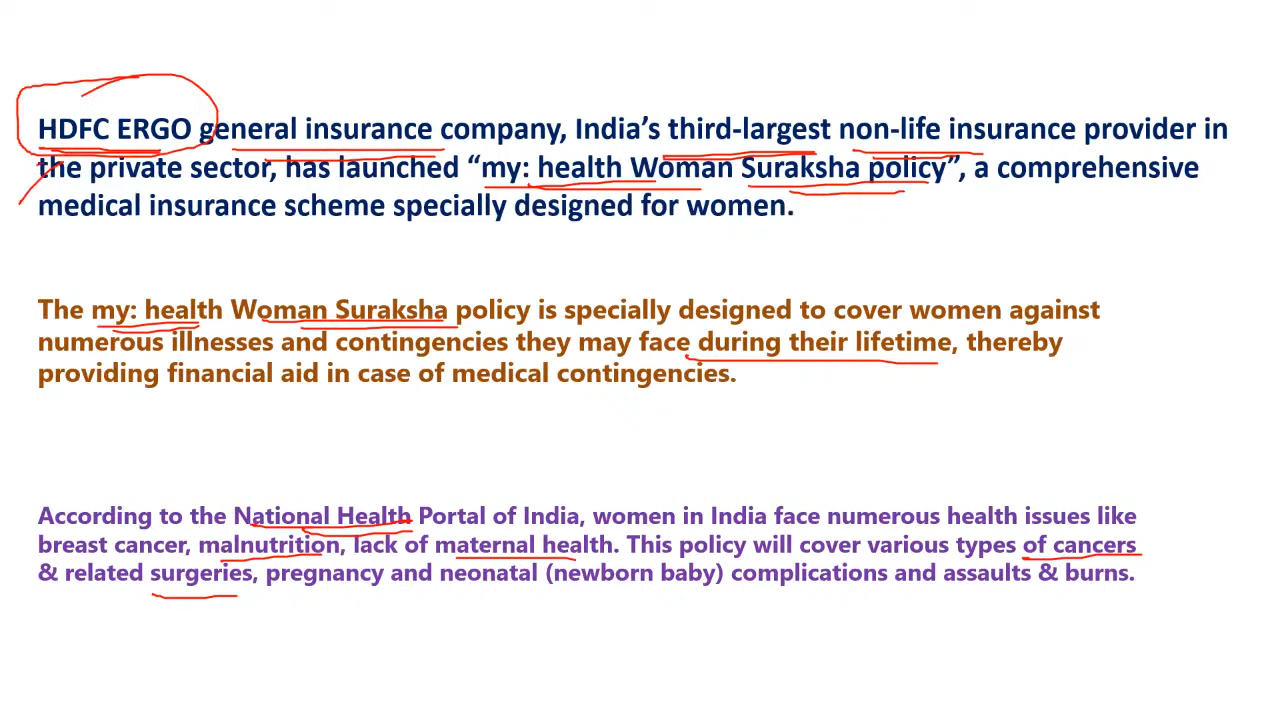 HDFC ERGO general insurance company, India’s third-largest non-life insurance provider in
the private sector, has launched “my: health Woman Suraksha policy”, a comprehensive
medical insurance scheme specially designed for women.
The my: health Woman Suraksha policy is specially designed to cover women against
numerous illnesses and contingencies they may face during their lifetime, thereby
providing financial aid in case of medical contingencies.
According to the National Health Portal of India, women in India face numerous health issues like
breast cancer, malnutrition, lack of maternal health. This policy will cover various types of cancers
& related surgeries, pregnancy and neonatal (newborn baby) complications and assaults & burns.